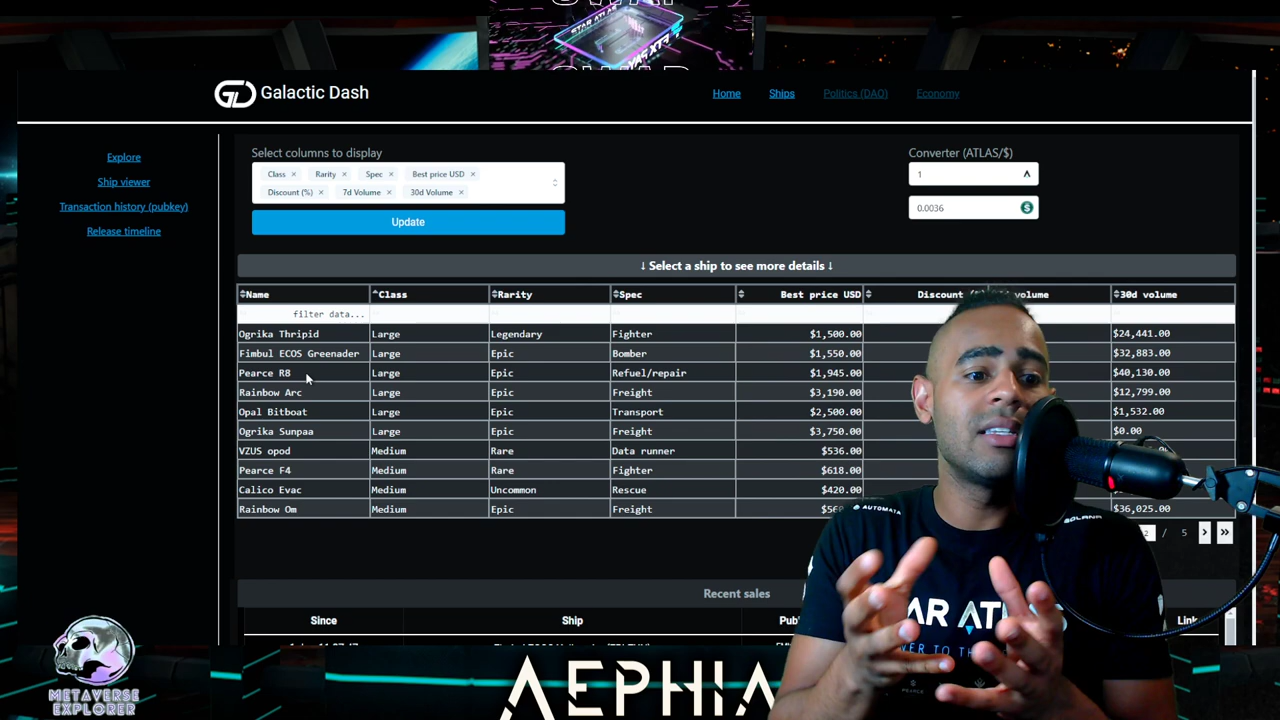 STAR ATLAS
GD Galactic Dash
Home Ships Politics (DAO) Economy
Explore
Ship viewer
Transaction history (pubkey)
Release timeline
Select columns to display
Class × Rarity × Spec × Best price USD ×
Discount (%) × 7d Volume × 30d Volume ×
Update
Converter (ATLAS/$)
1
0.0036 $
↓ Select a ship to see more details ↓
Name Class Rarity Spec Best price USD Discount volume 30d volume
filter data...
Ogrika Thripid Large Legendary Fighter $1,500.00 $24,441.00
Fimbul ECOS Greenader Large Epic Bomber $1,550.00 $32,883.00
Pearce R8 Large Epic Refuel/repair $1,945.00 $40,130.00
Rainbow Arc Large Epic Freight $3,190.00 $12,799.00
Opal Bitboat Large Epic Transport $2,500.00 $1,532.00
Ogrika Sunpaa Large Epic Freight $3,750.00 $0.00
VZUS opod Medium Rare Data runner $536.00
Pearce F4 Medium Rare Fighter $618.00
Calico Evac Medium Uncommon Rescue $420.00
Rainbow Om Medium Epic Freight $36,025.00
/ 5 > >>
Recent sales
Since Ship Link
AUTOMATA
SOLANA
STAR ATLAS
METAVERSE
EXPLORER
AEPHIA